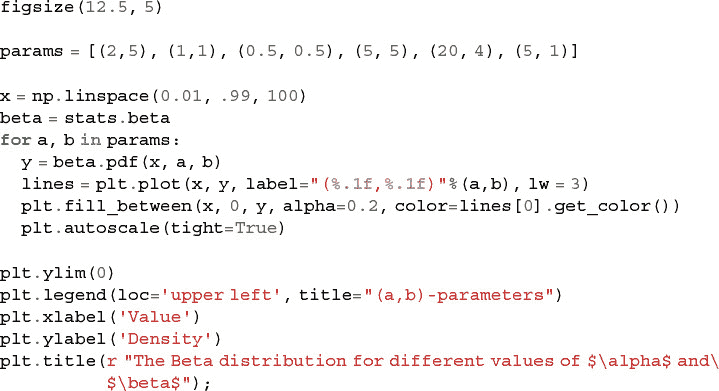 figsize(12.5, 5)
params = [(2,5), (1,1), (0.5, 0.5), (5, 5), (20, 4), (5, 1)]
x = np.linspace(0.01, .99, 100)
beta = stats.beta
for a, b in params:
  y = beta.pdf(x, a, b)
  lines = plt.plot(x, y, label="(%.1f,%.1f)"%(a,b), lw = 3)
  plt.fill_between(x, 0, y, alpha=0.2, color=lines[0].get_color())
  plt.autoscale(tight=True)
plt.ylim(0)
plt.legend(loc='upper left', title="(a,b)-parameters")
plt.xlabel('Value')
plt.ylabel('Density')
plt.title(r "The Beta distribution for different values of $\alpha$ and\
          $\beta$");